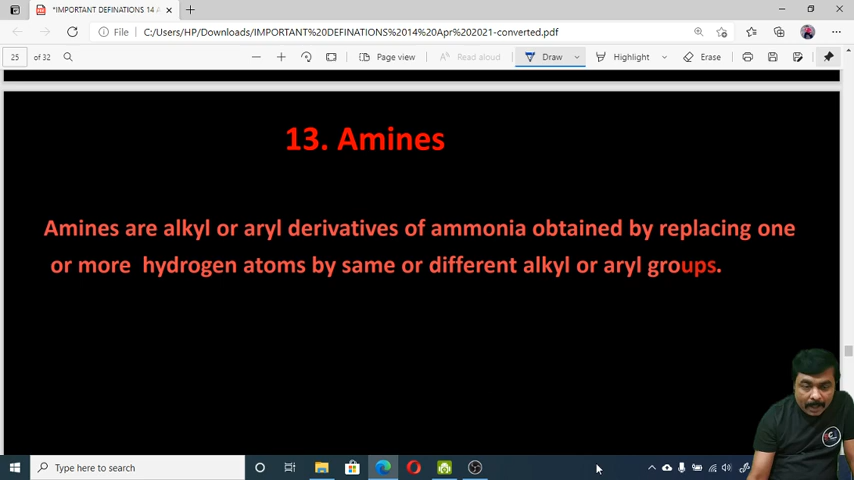 *IMPORTANT DEFINATIONS 14 A
File
C:/Users/HP/Downloads/IMPORTANT%20DEFINATIONS%2014%20Apr%202021-converted.pdf
25 of 32
Page view
Read aloud
Draw
Highlight
Erase
13. Amines
Amines are alkyl or aryl derivatives of ammonia obtained by replacing one
or more hydrogen atoms by same or different alkyl or aryl groups.
Type here to search